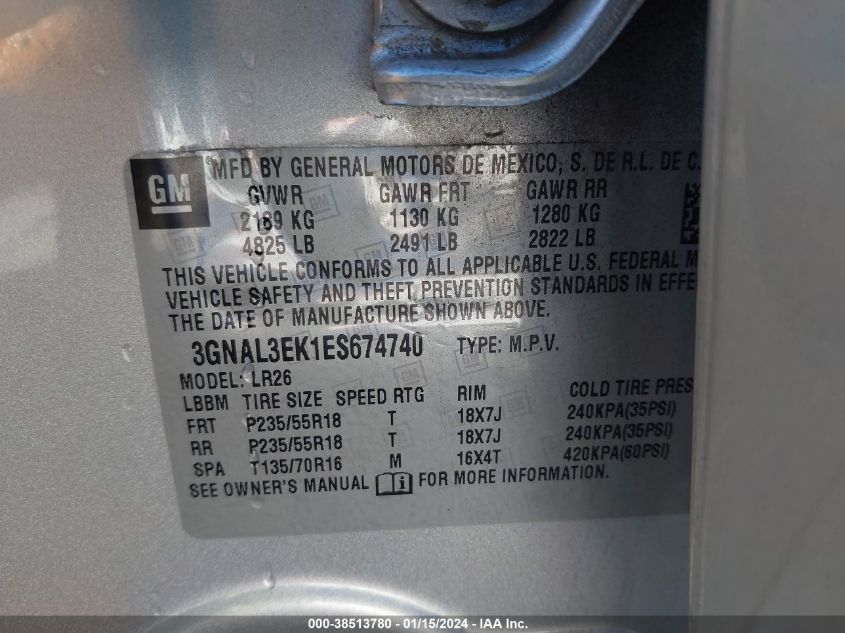 GM
MFD BY GENERAL MOTORS DE MEXICO, S. DE R.L. DE C.
GVWR GAWR FRT GAWR RR
2189 KG 1130 KG 1280 KG
4825 LB 2491 LB 2822 LB
THIS VEHICLE CONFORMS TO ALL APPLICABLE U.S. FEDERAL M
VEHICLE SAFETY AND THEFT PREVENTION STANDARDS IN EFFE
THE DATE OF MANUFACTURE SHOWN ABOVE.
3GNAL3EK1ES674740 TYPE: M.P.V.
MODEL: LR26
LBBM TIRE SIZE SPEED RTG RIM COLD TIRE PRES
FRT P235/55R18 T 18X7J 240KPA(35PSI)
RR P235/55R18 T 18X7J 240KPA(35PSI)
SPA T135/70R16 M 16X4T 420KPA(60PSI)
SEE OWNER'S MANUAL i FOR MORE INFORMATION.
000-38513780 - 01/15/2024 - IAA Inc.